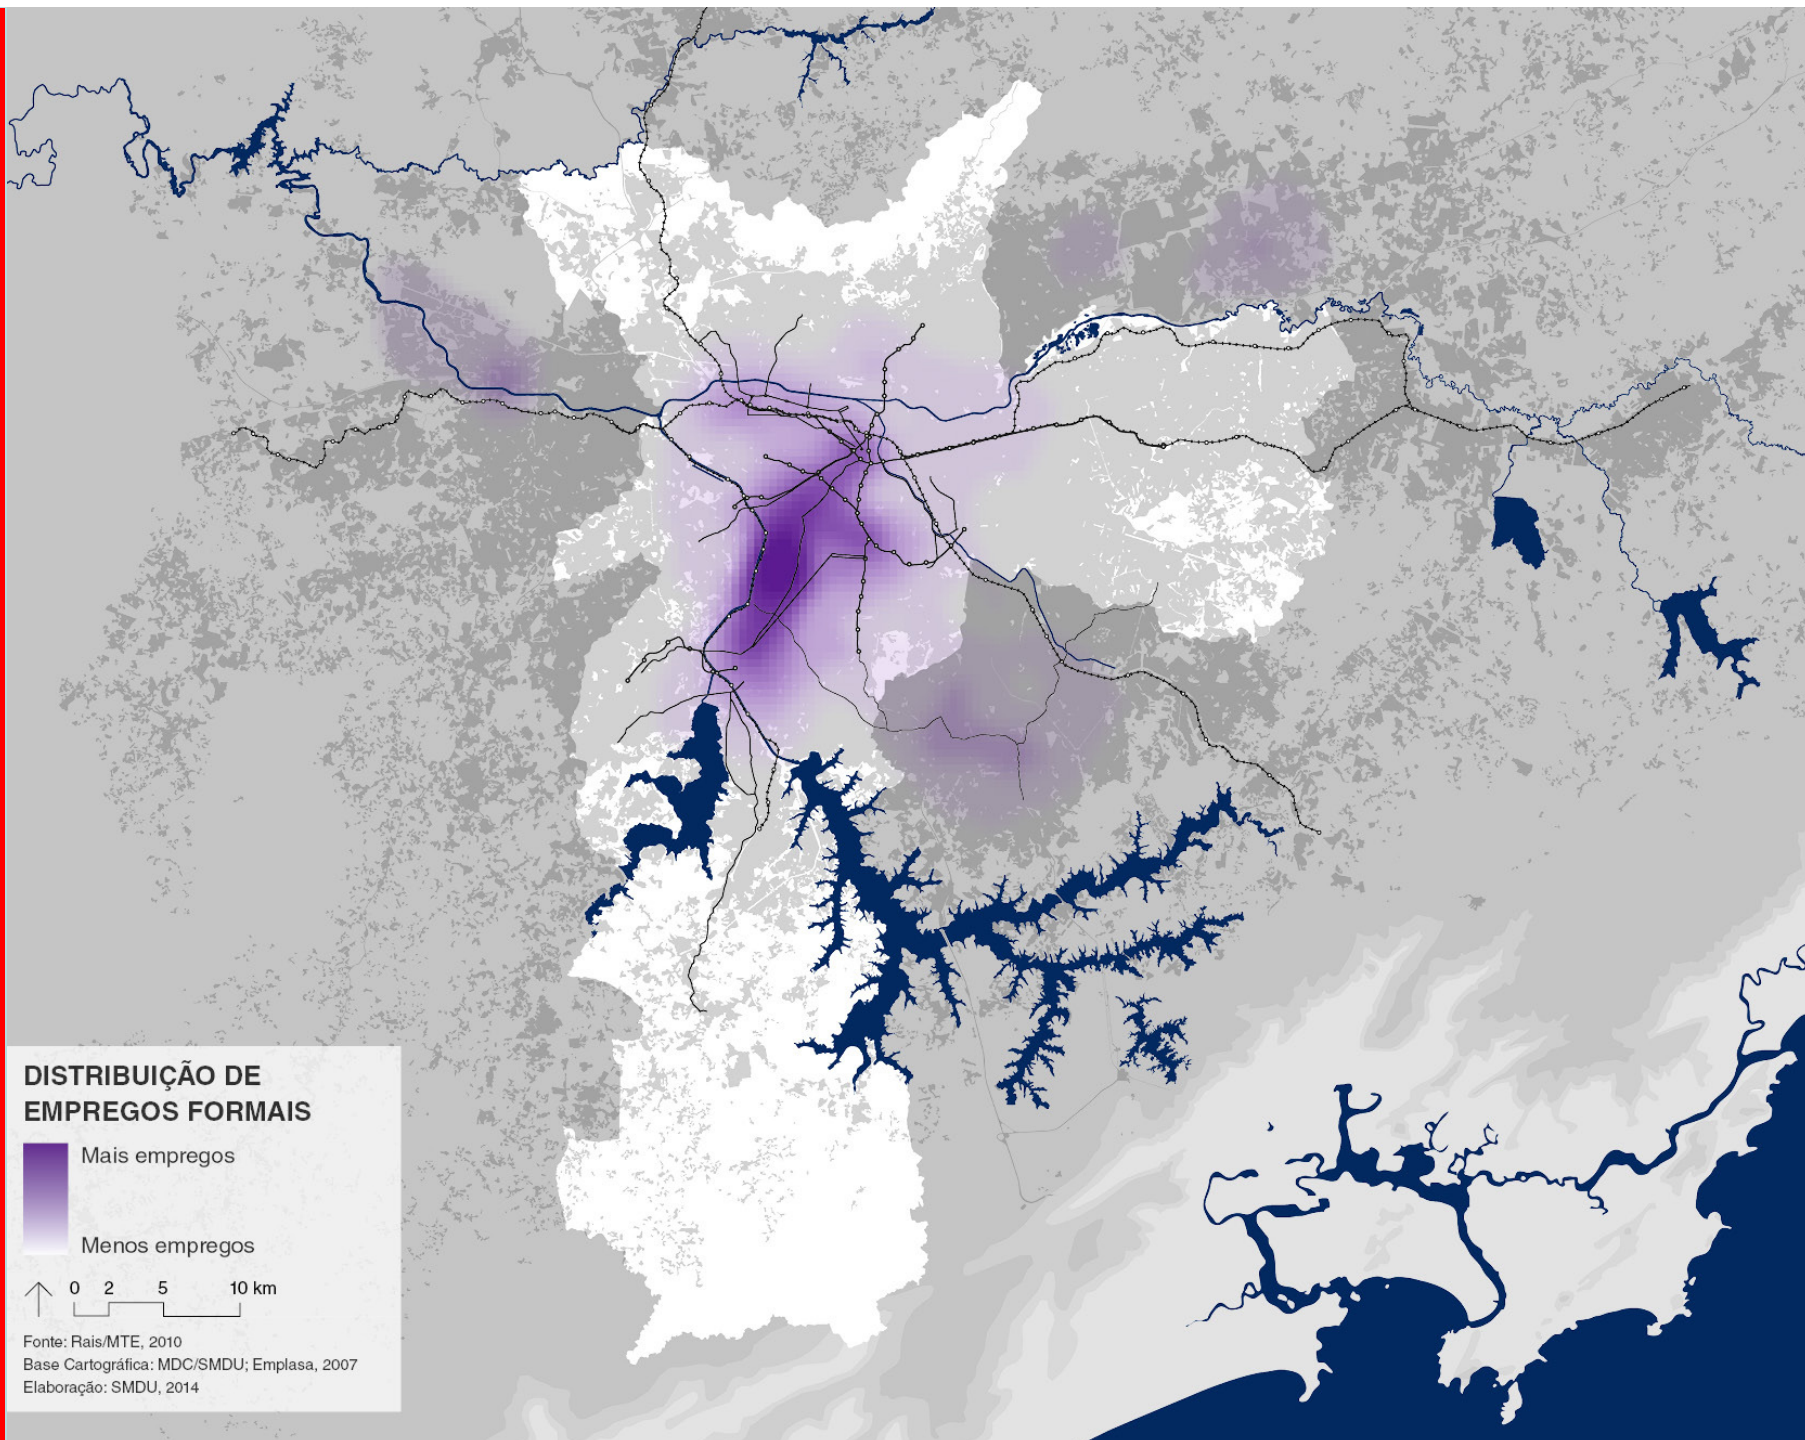 DISTRIBUIÇÃO DE
EMPREGOS FORMAIS
Mais empregos
Menos empregos
0 2 5 10 km
Fonte: Rais/MTE, 2010
Base Cartográfica: MDC/SMDU; Emplasa, 2007
Elaboração: SMDU, 2014